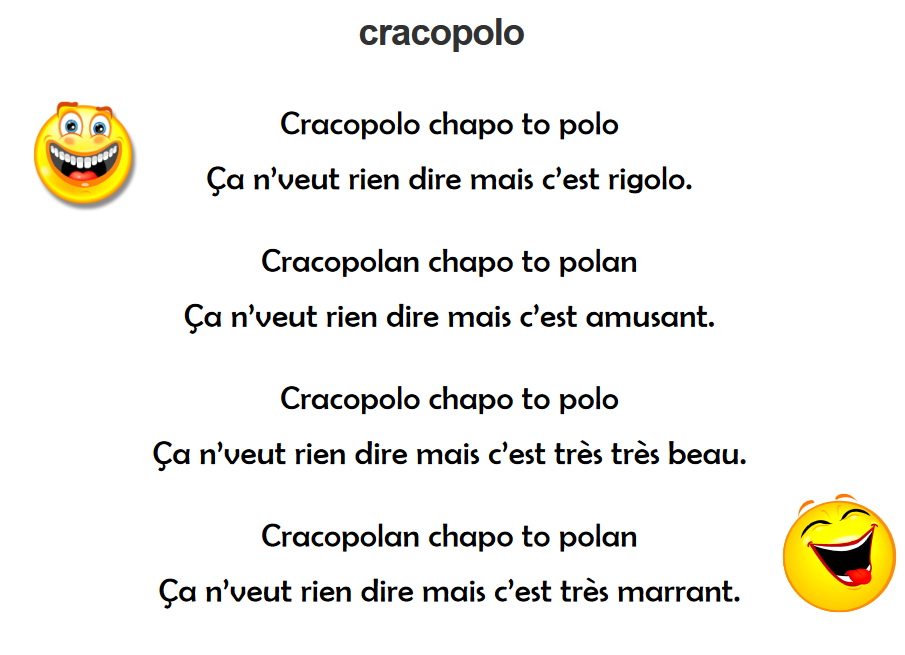 cracopolo
Cracopolo chapo to polo
Ça n’veut rien dire mais c’est rigolo.
Cracopolan chapo to polan
Ça n’veut rien dire mais c’est amusant.
Cracopolo chapo to polo
Ça n’veut rien dire mais c’est très très beau.
Cracopolan chapo to polan
Ça n’veut rien dire mais c’est très marrant.